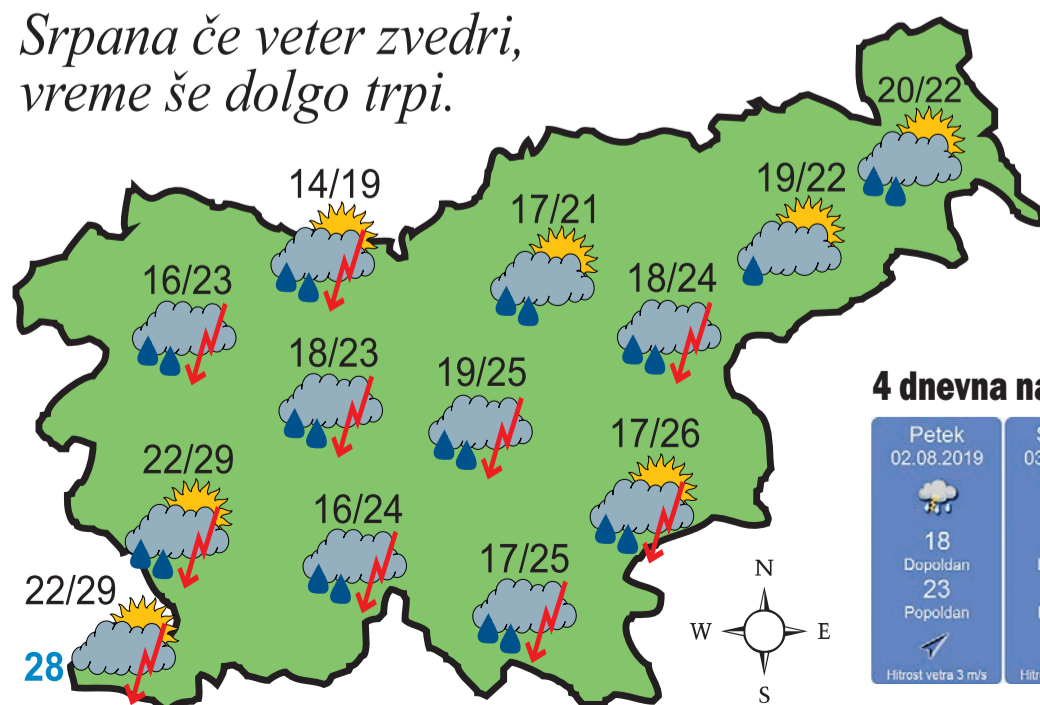 Srpana če veter zvedri,
vreme še dolgo trpi.
20/22
14/19
19/22
17/21
16/23
18/24
18/23
19/25
17/26
22/29
16/24
17/25
22/29
28
N
W E
S
4 dnevna
Petek
02.08.2019
18
Dopoldan
23
Popoldan
Hitrost vetra 3 m/s